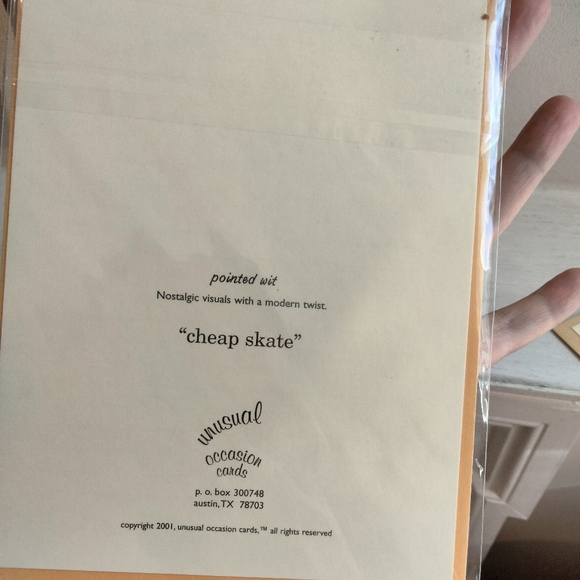 pointed wit
Nostalgic visuals with a modern twist.
“cheap skate”
unusual
occasion
cards
p. o. box 300748
austin, TX 78703
copyright 2001, unusual occasion cards,™ all rights reserved